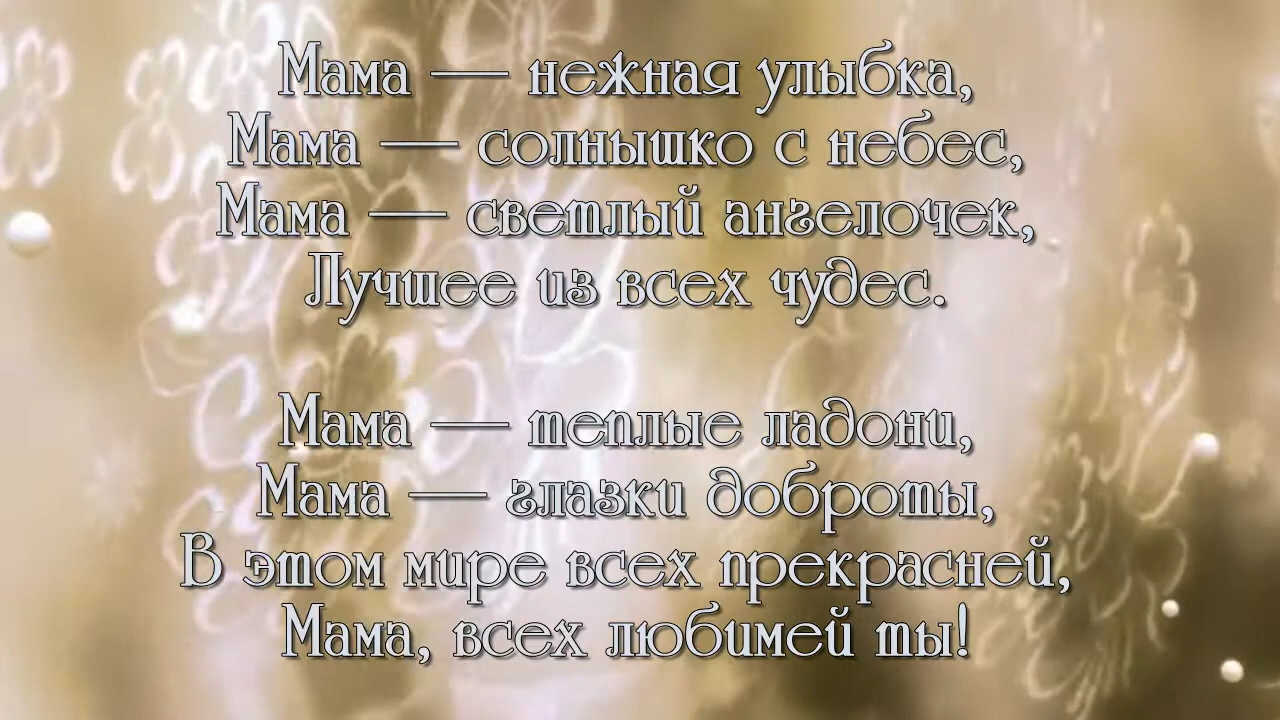 Мама — нежная улыбка,
Мама — солнышко с небес,
Мама — светлый ангелочек,
Лучшее из всех чудес.
Мама — теплые ладони,
Мама — глазки доброты,
В этом мире всех прекрасней,
Мама, всех любимей ты!